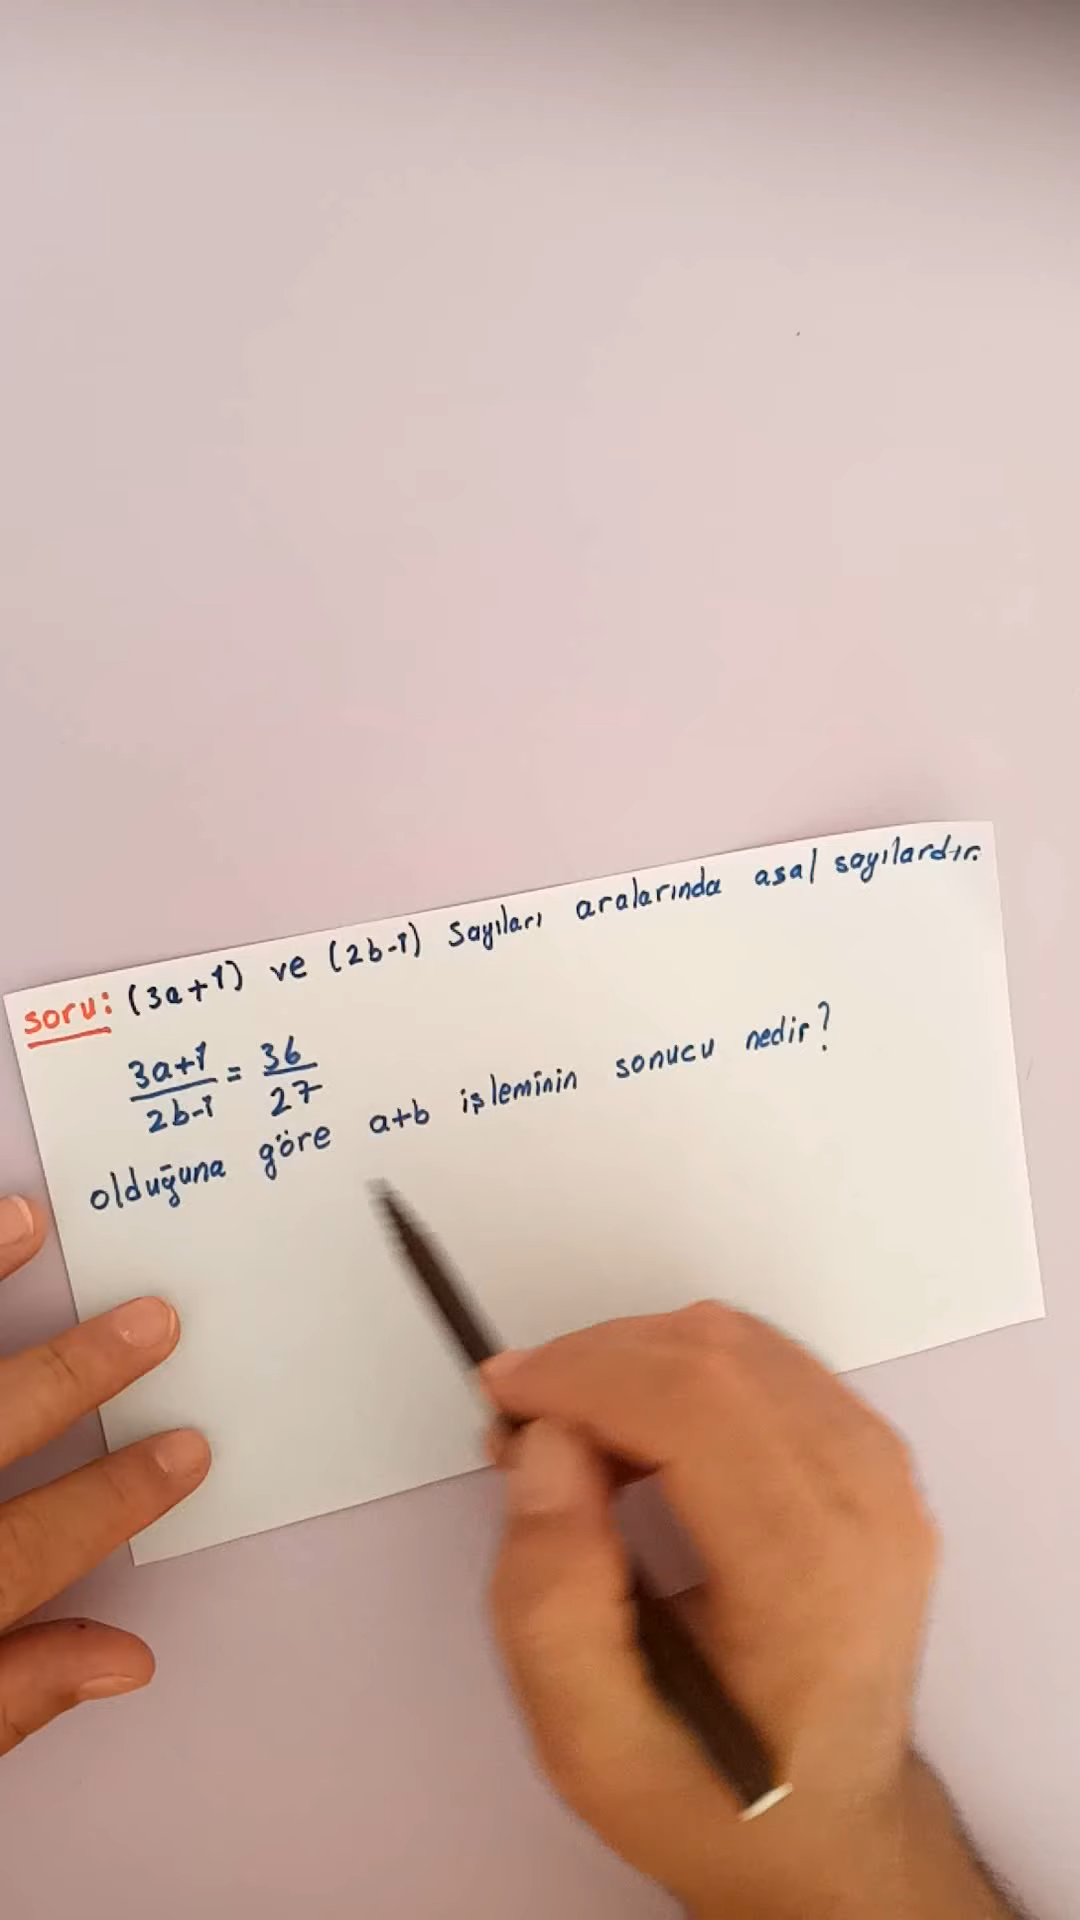 soru: (3a+1) ve (2b-1) sayıları aralarında asal sayılardır.
3a+1/2b-1 = 36/27
olduğuna göre a+b işleminin sonucu nedir?